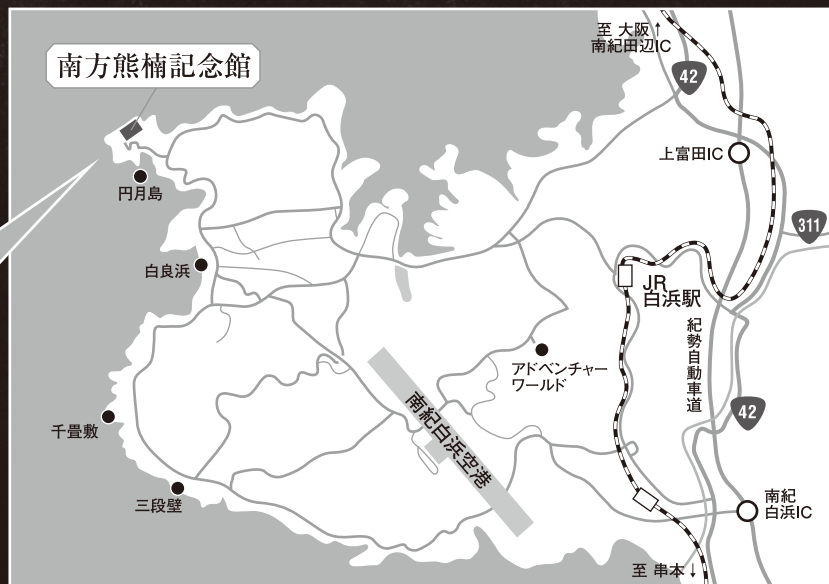 至 大阪↑
南紀田辺IC
42
南方熊楠記念館
上富田IC
円月島
311
白良浜
JR
白浜駅
紀勢自動車道
アドベンチャー
ワールド
南紀白浜空港
42
千畳敷
三段壁
南紀
白浜IC
至 串本↓